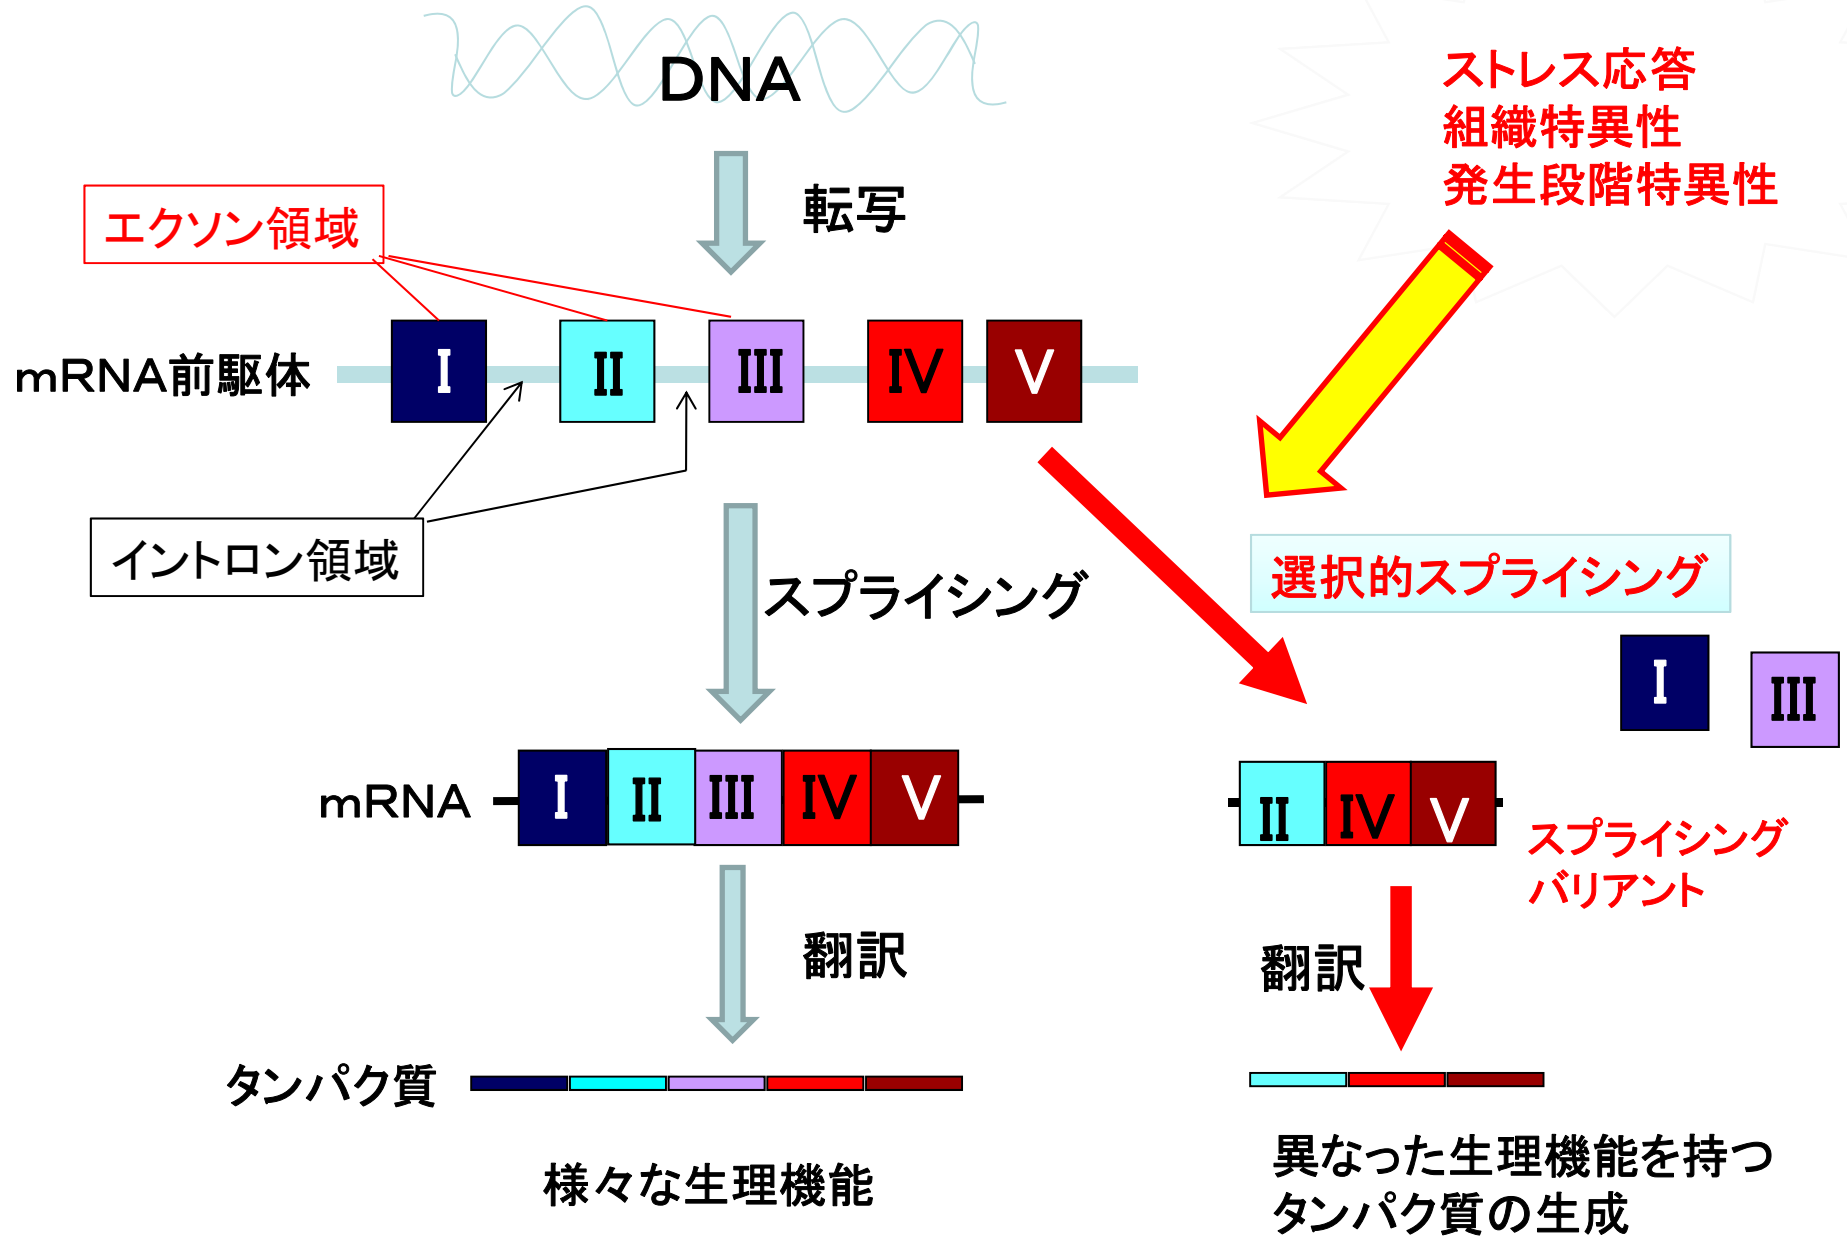 DNA
ストレス応答
組織特異性
発生段階特異性
転写
エクソン領域
mRNA前駆体
I
II
III
IV
V
イントロン領域
スプライシング
選択的スプライシング
I
III
mRNA
I
II
III
IV
V
II
IV
V
スプライシング
バリアント
翻訳
翻訳
タンパク質
様々な生理機能
異なった生理機能を持つ
タンパク質の生成